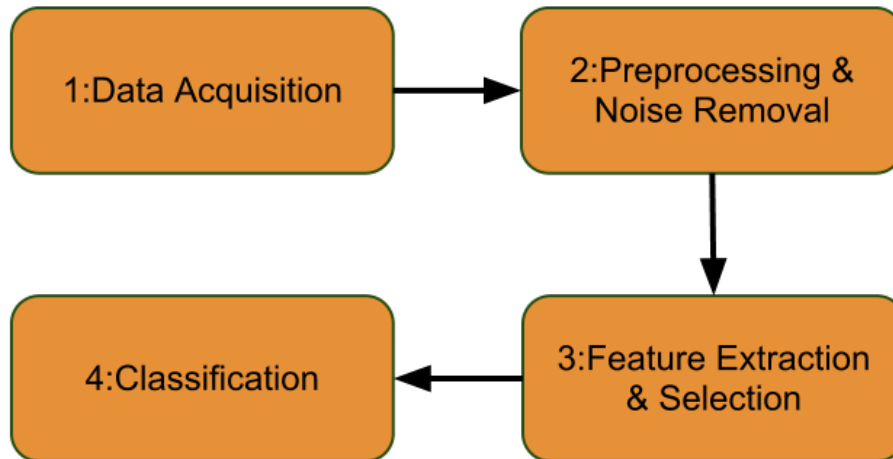 1:Data Acquisition
2:Preprocessing &
Noise Removal
3:Feature Extraction
& Selection
4:Classification